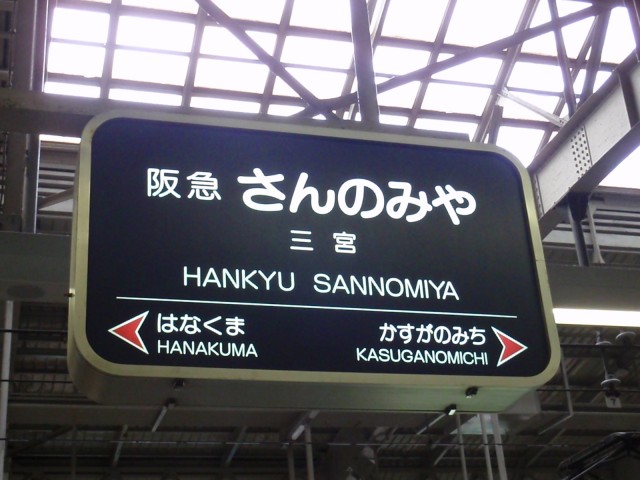 阪急 さんのみや
三宮
HANKYU SANNOMIYA
はなくま かすがのみち
HANAKUMA KASUGANOMICHI